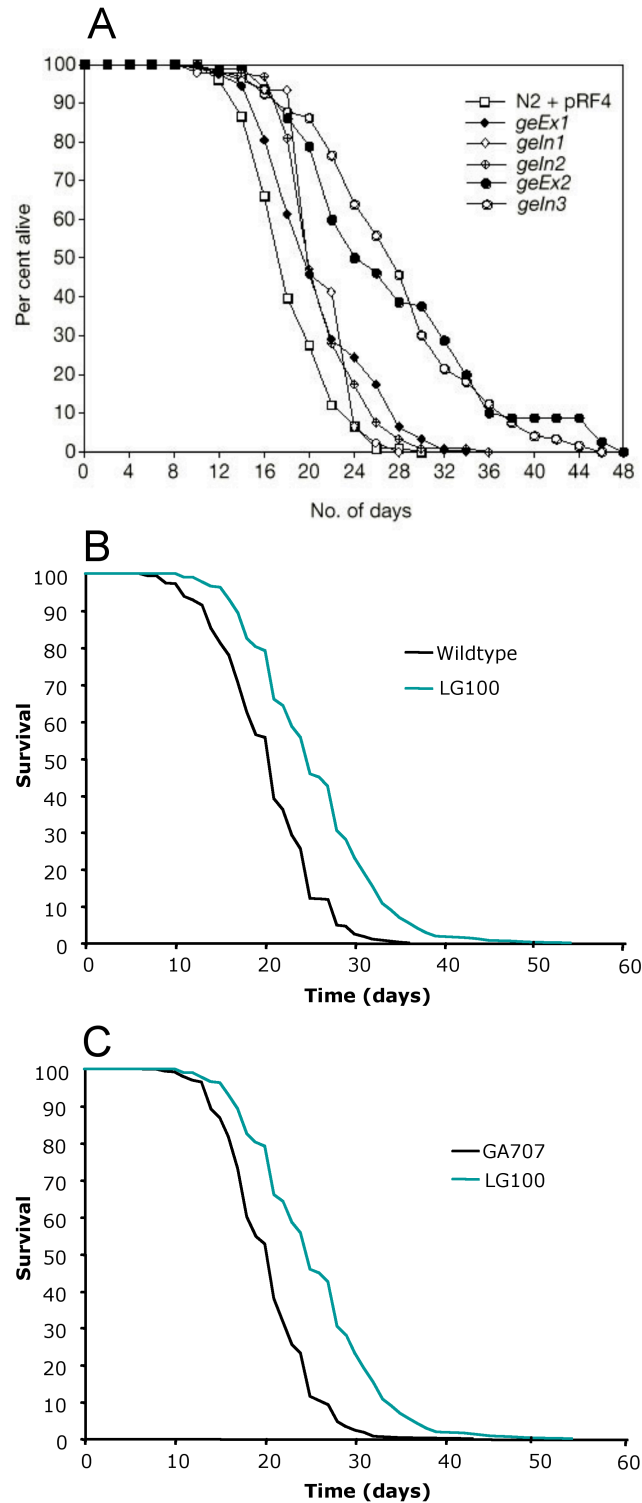 A
100
90
80
70
60
50
40
30
20
10
0
Per cent alive
N2 + pRF4
geEx1
geIn1
geIn2
geEx2
geIn3
0 4 8 12 16 20 24 28 32 36 40 44 48
No. of days
B
100
90
80
70
60
50
40
30
20
10
0
Survival
Wildtype
LG100
0 10 20 30 40 50 60
Time (days)
C
100
90
80
70
60
50
40
30
20
10
0
Survival
GA707
LG100
0 10 20 30 40 50 60
Time (days)